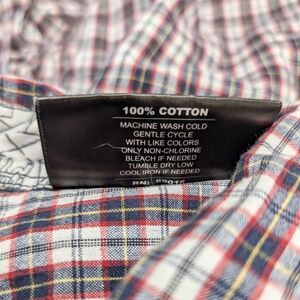 100% COTTON
MACHINE WASH COLD
GENTLE CYCLE
WITH LIKE COLORS
ONLY NON-CHLORINE
BLEACH IF NEEDED
TUMBLE DRY LOW
COOL IRON IF NEEDED